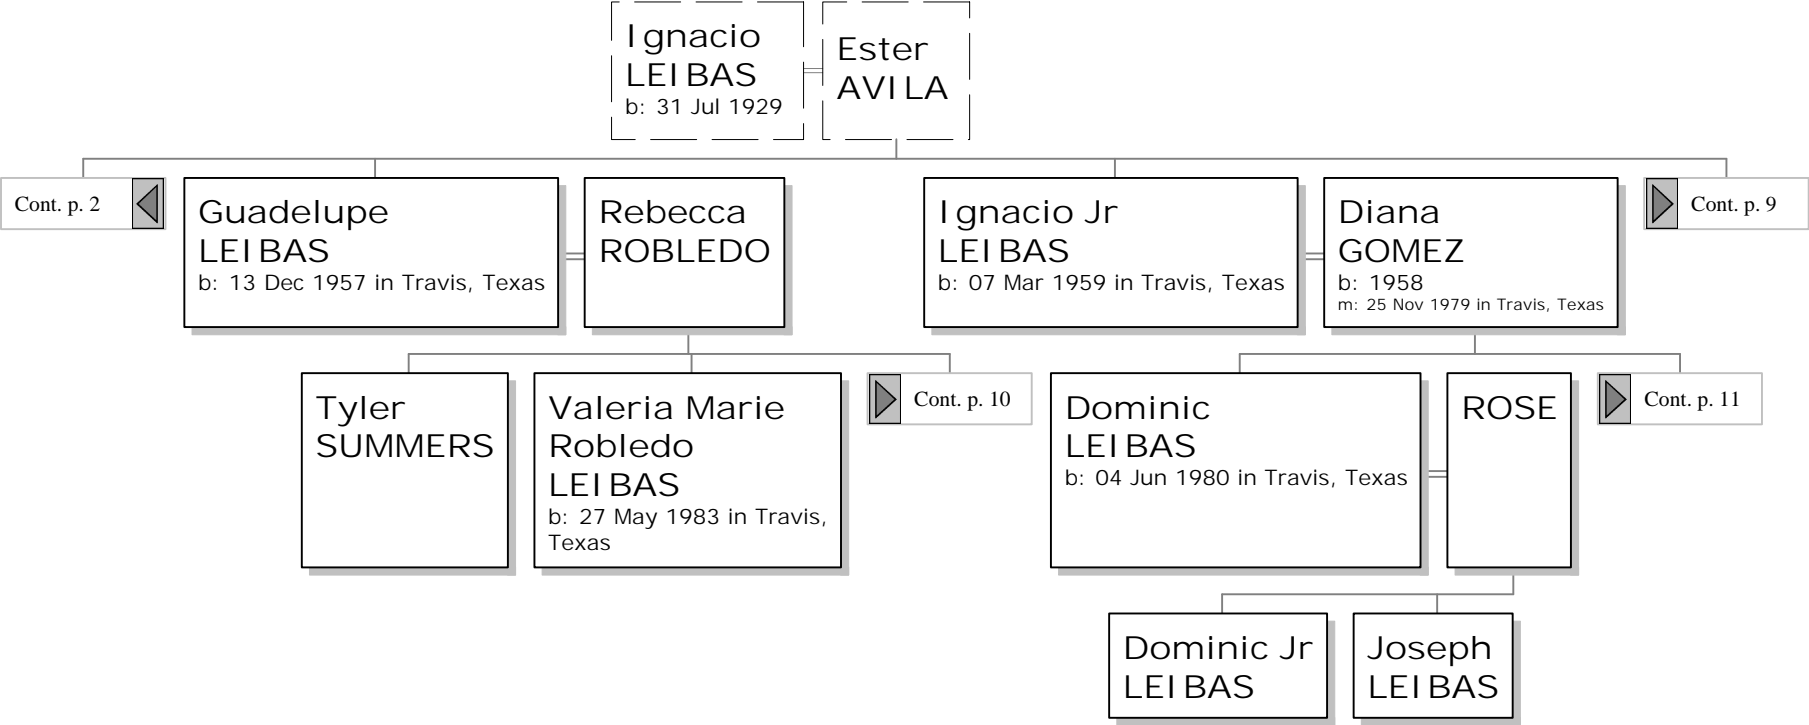 Ignacio
LEIBAS
b: 31 Jul 1929
Ester
AVILA
Cont. p. 2
Guadelupe
LEIBAS
b: 13 Dec 1957 in Travis, Texas
Rebecca
ROBLEDO
Ignacio Jr
LEIBAS
b: 07 Mar 1959 in Travis, Texas
Diana
GOMEZ
b: 1958
m: 25 Nov 1979 in Travis, Texas
Cont. p. 9
Tyler
SUMMERS
Valeria Marie
Robledo
LEIBAS
b: 27 May 1983 in Travis,
Texas
Cont. p. 10
Dominic
LEIBAS
b: 04 Jun 1980 in Travis, Texas
ROSE
Cont. p. 11
Dominic Jr
LEIBAS
Joseph
LEIBAS